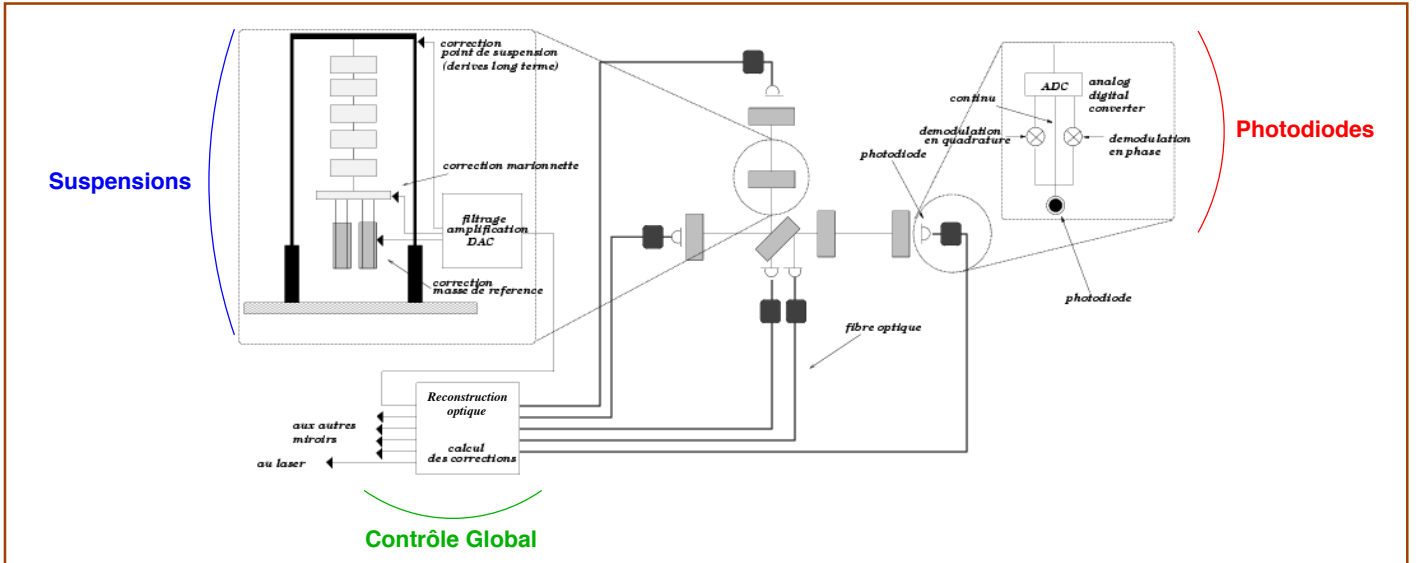 correction
point de suspension
(derives long terme)
Suspensions
correction marionnette
filtrage
amplification
DAC
correction
masse de reference
photodiode
continu
ADC
analog
digital
converter
demodulation
en quadrature
demodulation
en phase
photodiode
Photodiodes
fibre optique
Reconstruction
optique
calcul
des corrections
aux autres
miroirs
au laser
Contrôle Global